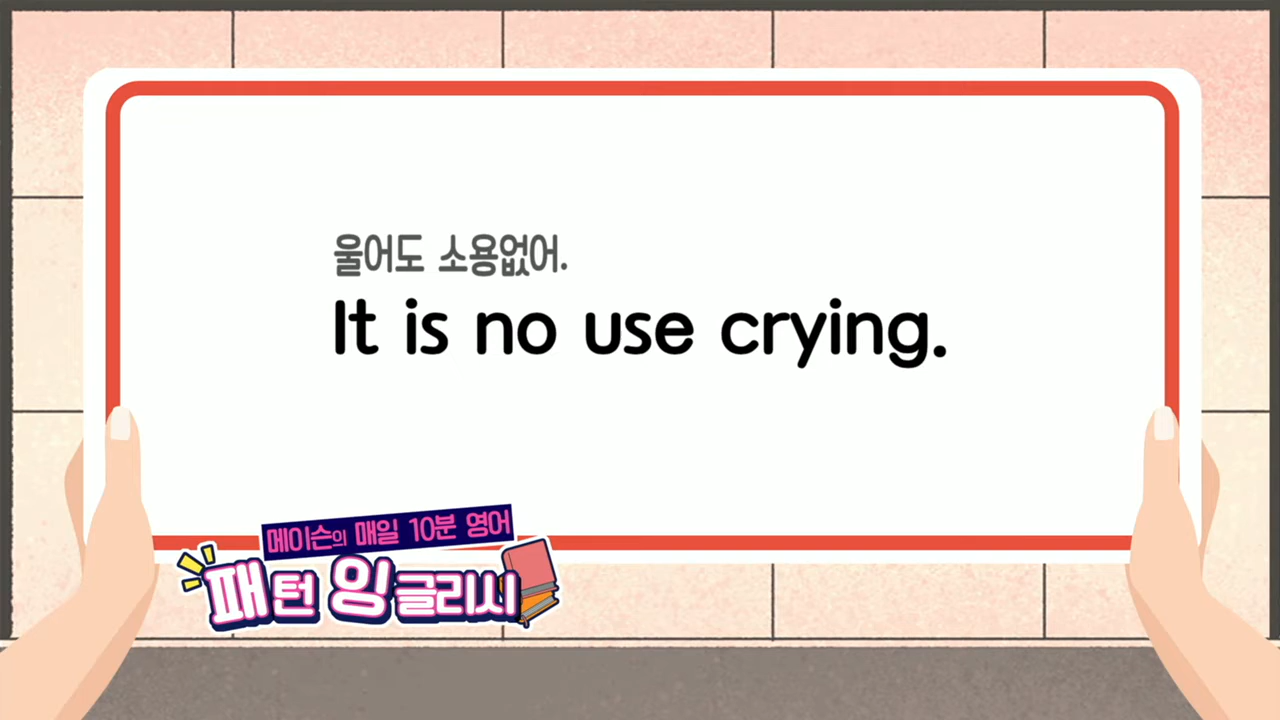 울어도 소용없어.
It is no use crying.
메이슨의 매일 10분 영어
패턴 잉글리시